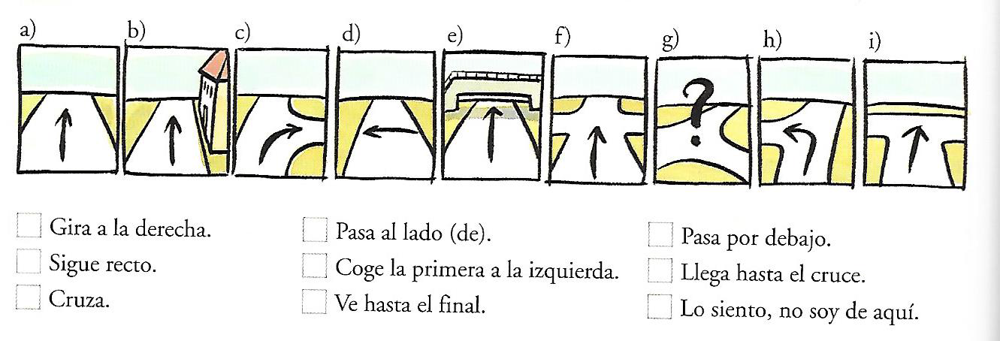 a) b) c) d) e) f) g) h) i)
?
Gira a la derecha.
Sigue recto.
Cruza.
Pasa al lado (de).
Coge la primera a la izquierda.
Ve hasta el final.
Pasa por debajo.
Llega hasta el cruce.
Lo siento, no soy de aquí.